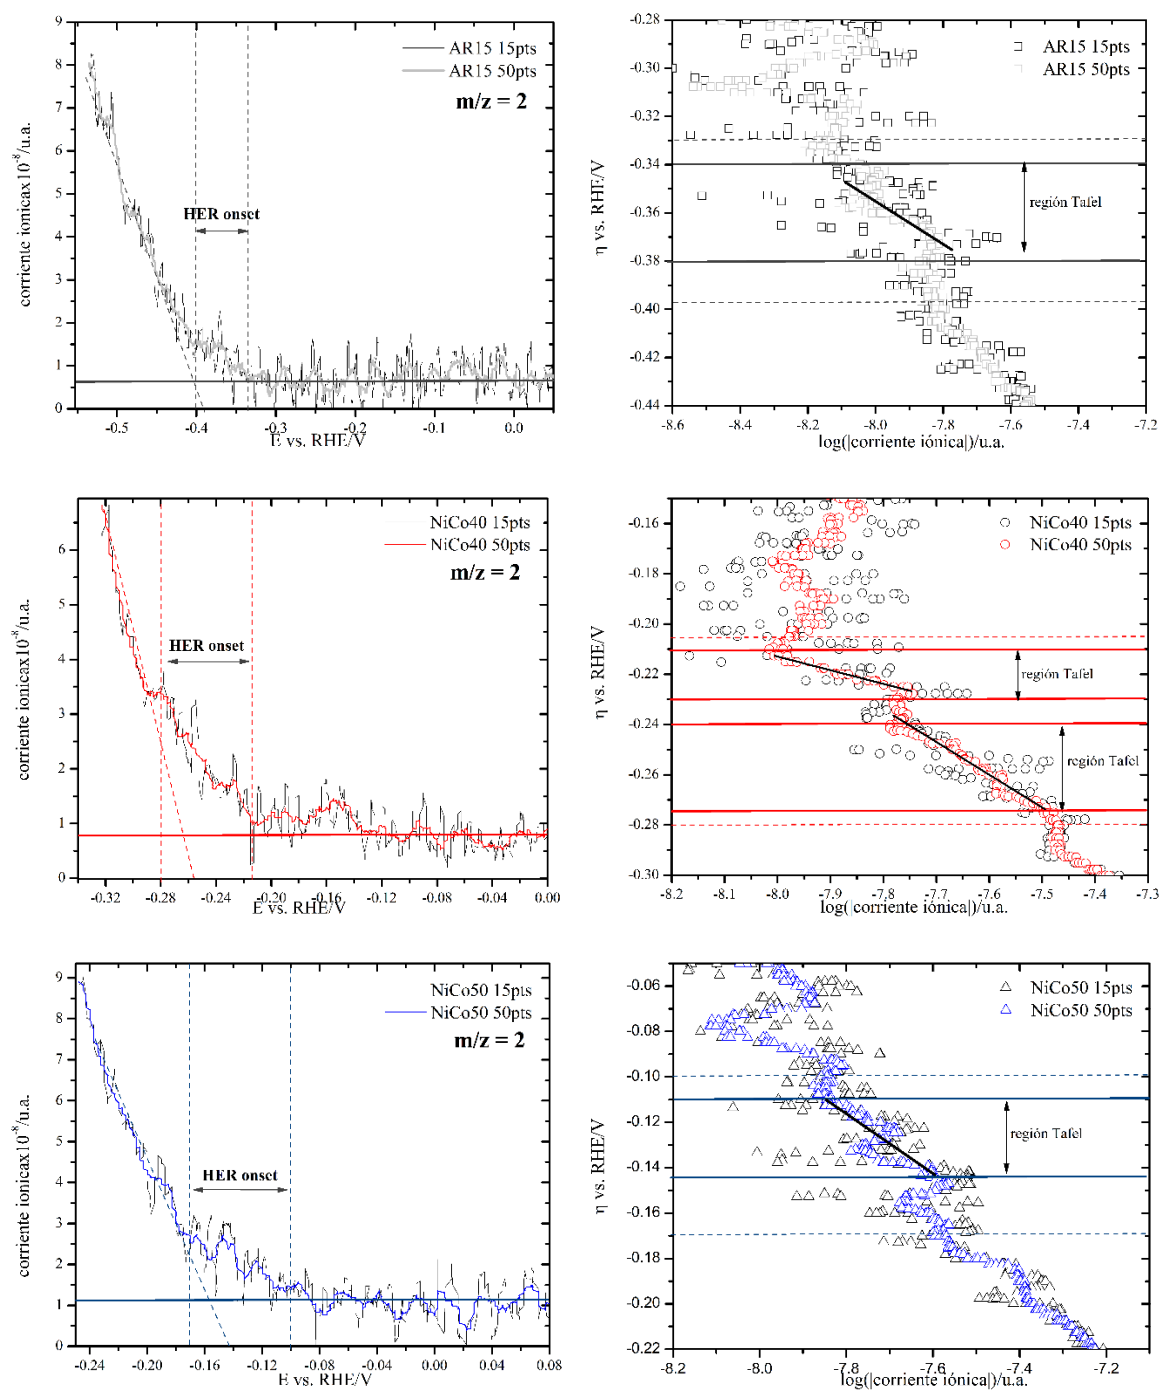 AR15 15pts
AR15 50pts
m/z = 2
HER onset
corriente ionicax10⁻⁸/u.a.
9
8
7
6
5
4
3
2
1
0
-0.5
-0.4
-0.3
-0.2
-0.1
0.0
E vs. RHE/V
AR15 15pts
AR15 50pts
región Tafel
η vs. RHE/V
-0.28
-0.30
-0.32
-0.34
-0.36
-0.38
-0.40
-0.42
-0.44
-8.6
-8.4
-8.2
-8.0
-7.8
-7.6
-7.4
-7.2
log(|corriente iónica|)/u.a.
NiCo40 15pts
NiCo40 50pts
m/z = 2
HER onset
corriente ionicax10⁻⁸/u.a.
6
5
4
3
2
1
0
-0.32
-0.28
-0.24
-0.20
-0.16
-0.12
-0.08
-0.04
0.00
E vs. RHE/V
NiCo40 15pts
NiCo40 50pts
región Tafel
región Tafel
η vs. RHE/V
-0.16
-0.18
-0.20
-0.22
-0.24
-0.26
-0.28
-0.30
-8.2
-8.1
-8.0
-7.9
-7.8
-7.7
-7.6
-7.5
-7.4
-7.3
log(|corriente iónica|)/u.a.
NiCo50 15pts
NiCo50 50pts
m/z = 2
HER onset
corriente ionicax10⁻⁸/u.a.
9
8
7
6
5
4
3
2
1
0
-0.24
-0.20
-0.16
-0.12
-0.08
-0.04
0.00
0.04
0.08
E vs. RHE/V
NiCo50 15pts
NiCo50 50pts
región Tafel
η vs. RHE/V
-0.06
-0.08
-0.10
-0.12
-0.14
-0.16
-0.18
-0.20
-0.22
-8.2
-8.0
-7.8
-7.6
-7.4
-7.2
log(|corriente iónica|)/u.a.